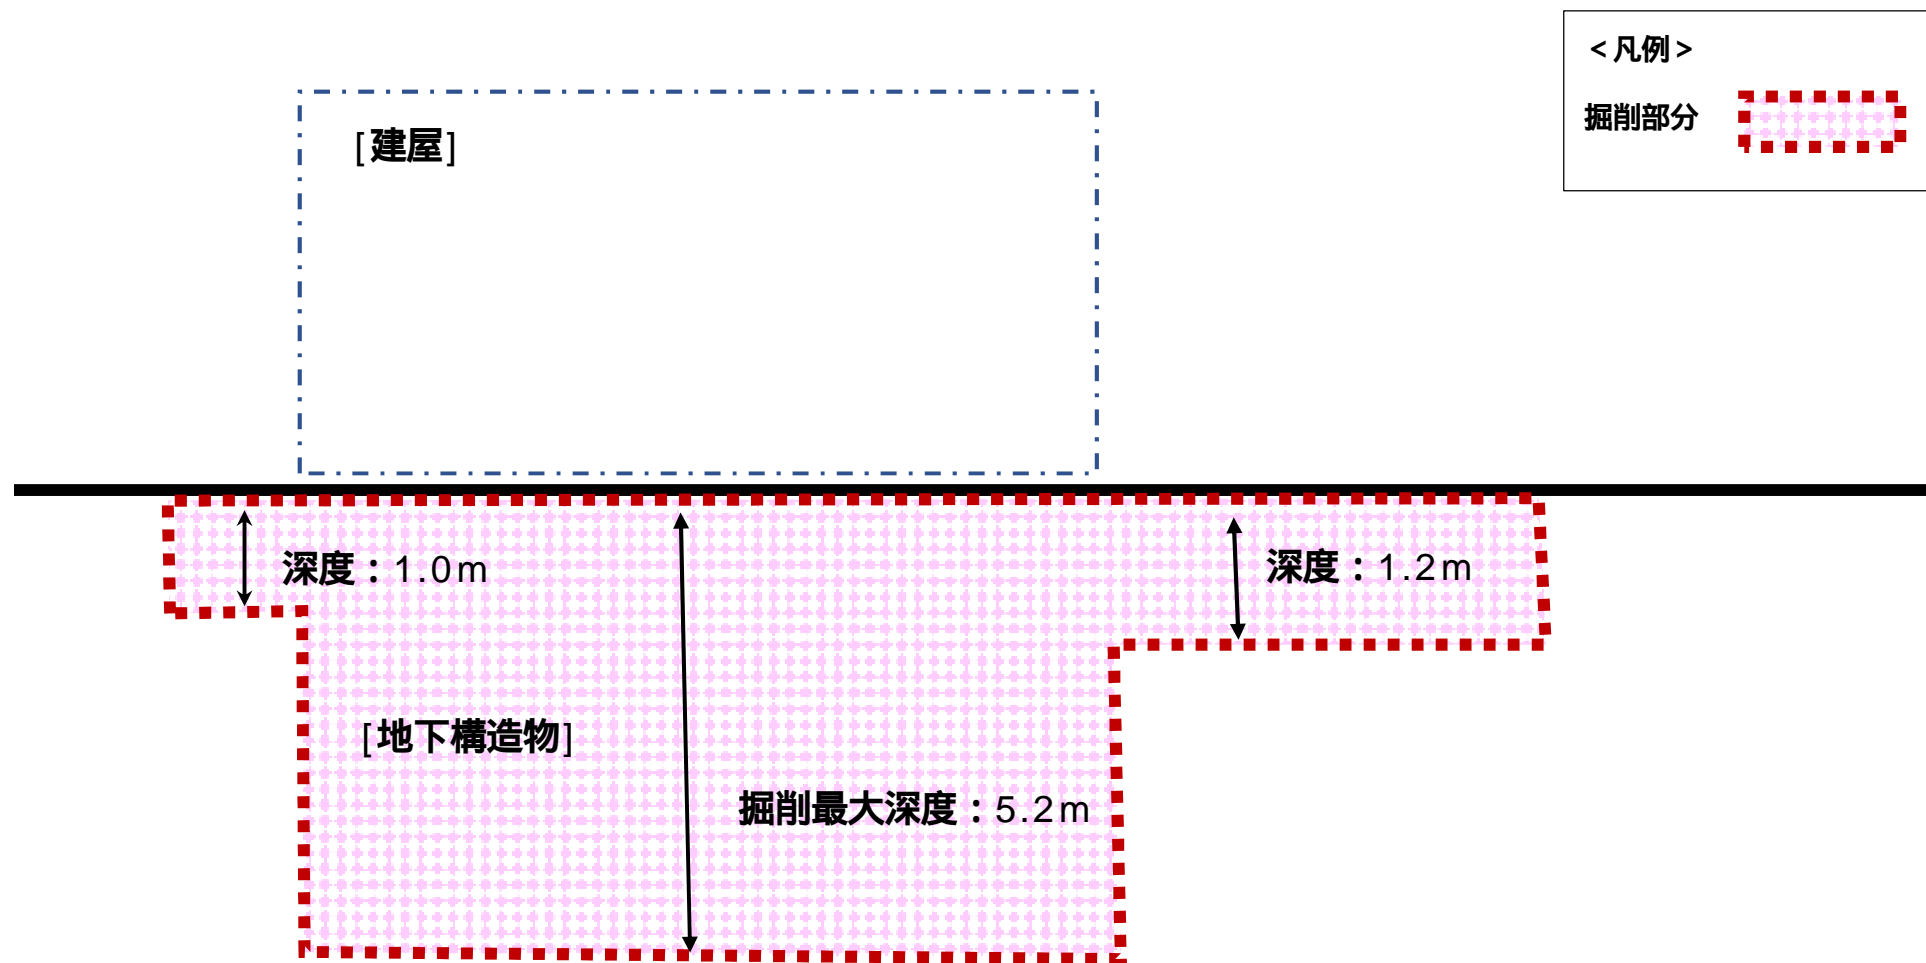 <凡例>
掘削部分
[建屋]
深度：1.0m
深度：1.2m
[地下構造物]
掘削最大深度：5.2m